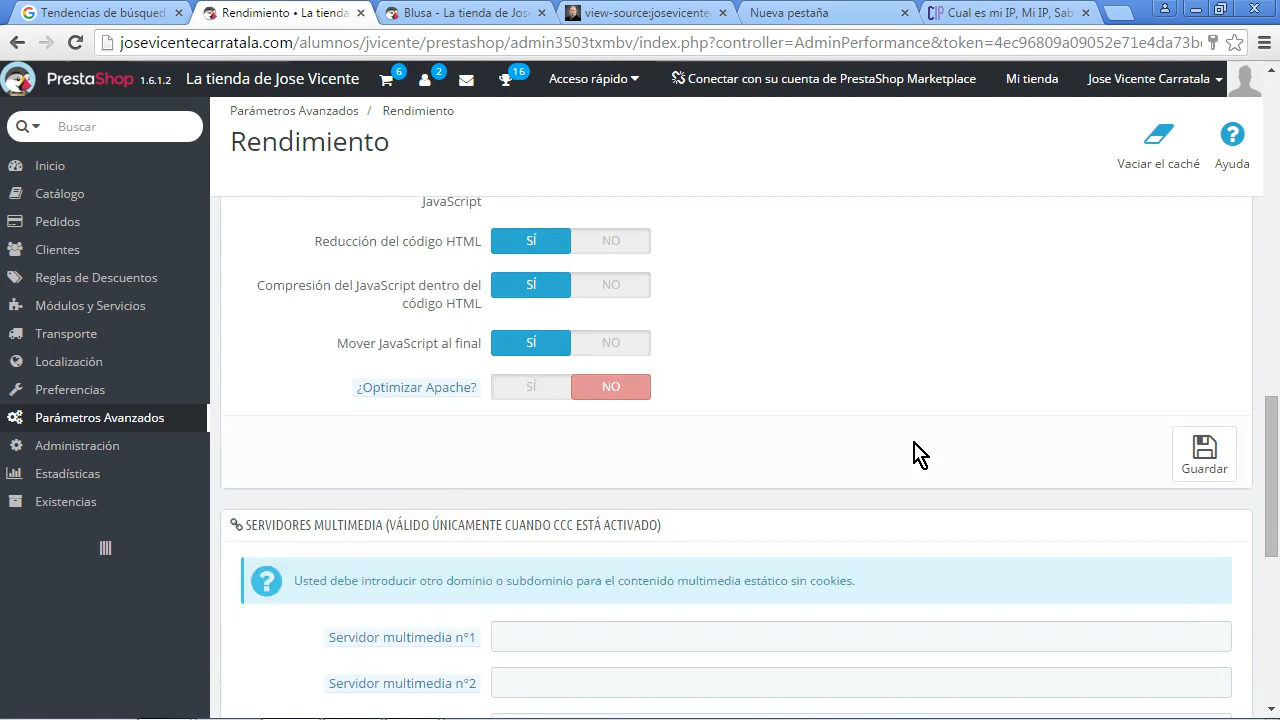 Tendencias de búsqued
Rendimiento • La tienda
Blusa - La tienda de Jos
view-source:josevicente
Nueva pestaña
CIP Cual es mi IP, Mi IP, Sab
josevicentecarratala.com/alumnos/jvicente/prestashop/admin3503txmbv/index.php?controller=AdminPerformance&token=4ec96809a09052e71e4da73b
PRESTASHOP 1.6.1.2 La tienda de Jose Vicente 6 2 16 Acceso rápido Conectar con su cuenta de PrestaShop Marketplace Mi tienda Jose Vicente Carratala
Buscar
Inicio
Catálogo
Pedidos
Clientes
Reglas de Descuentos
Módulos y Servicios
Transporte
Localización
Preferencias
Parámetros Avanzados
Administración
Estadísticas
Existencias
Parámetros Avanzados / Rendimiento
Rendimiento
Vaciar el caché
Ayuda
JavaScript
Reducción del código HTML SÍ NO
Compresión del JavaScript dentro del
código HTML SÍ NO
Mover JavaScript al final SÍ NO
¿Optimizar Apache? SÍ NO
Guardar
SERVIDORES MULTIMEDIA (VÁLIDO ÚNICAMENTE CUANDO CCC ESTÁ ACTIVADO)
Usted debe introducir otro dominio o subdominio para el contenido multimedia estático sin cookies.
Servidor multimedia n°1
Servidor multimedia n°2